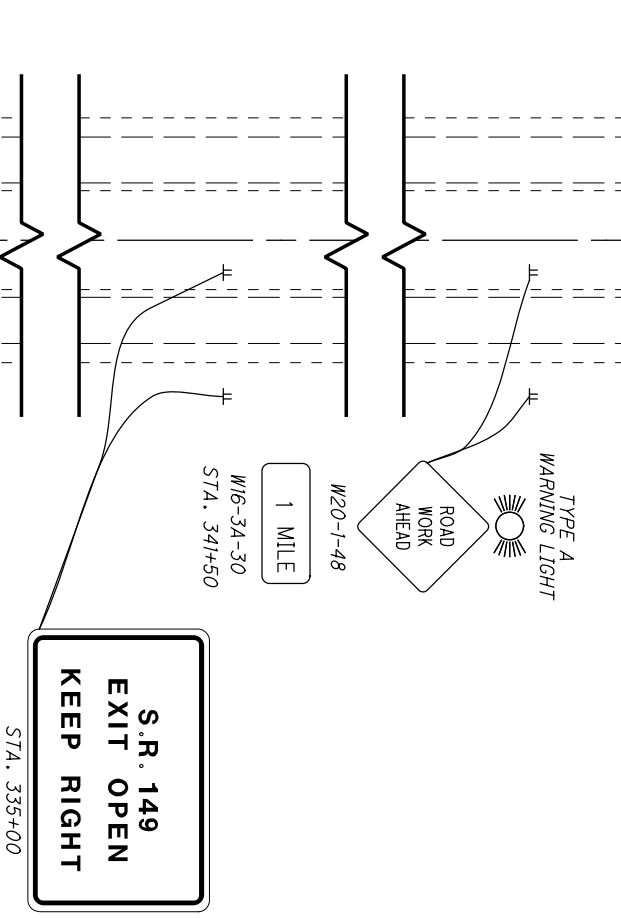 TYPE A
WARNING LIGHT
ROAD
WORK
AHEAD
W20-1-48
1 MILE
W16-3A-30
STA. 341+50
S.R. 149
EXIT OPEN
KEEP RIGHT
STA. 335+00